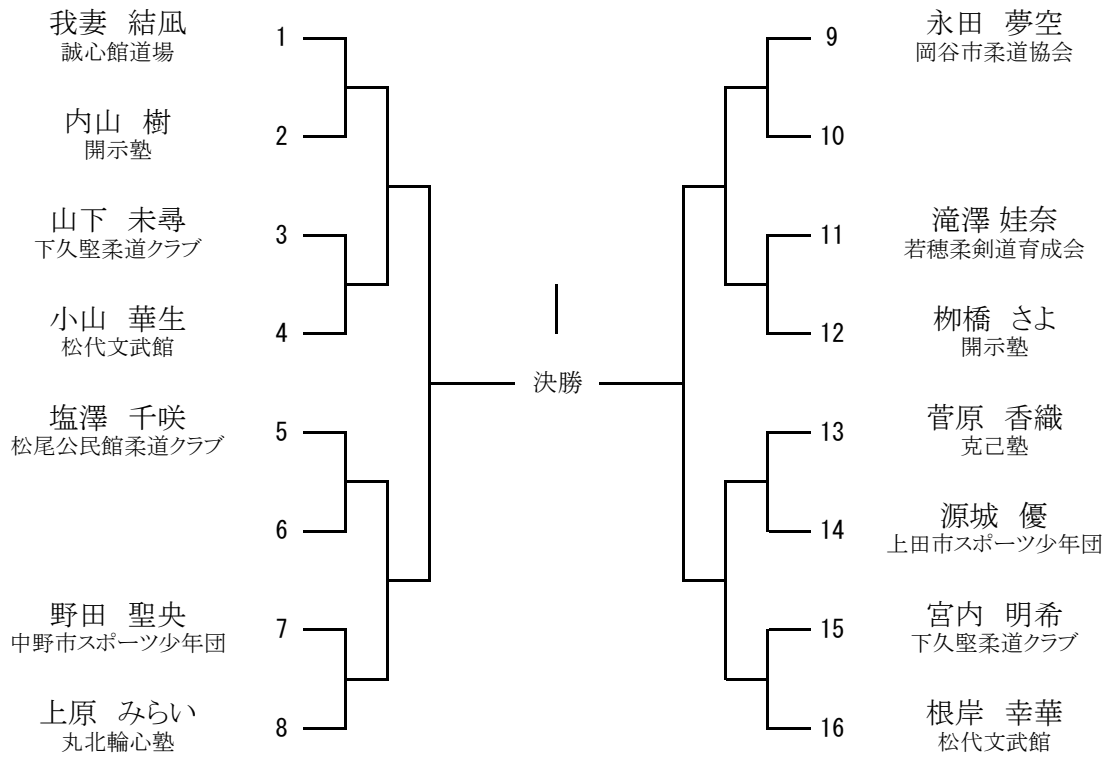 我妻　結凪
誠心館道場
1
内山　樹
開示塾
2
山下　未尋
下久堅柔道クラブ
3
小山　華生
松代文武館
4
塩澤　千咲
松尾公民館柔道クラブ
5
6
野田　聖央
中野市スポーツ少年団
7
上原　みらい
丸北輪心塾
8
決勝
9
永田　夢空
岡谷市柔道協会
10
11
滝澤 娃奈
若穂柔剣道育成会
12
栁橋　さよ
開示塾
13
菅原　香織
克己塾
14
源城　優
上田市スポーツ少年団
15
宮内　明希
下久堅柔道クラブ
16
根岸　幸華
松代文武館